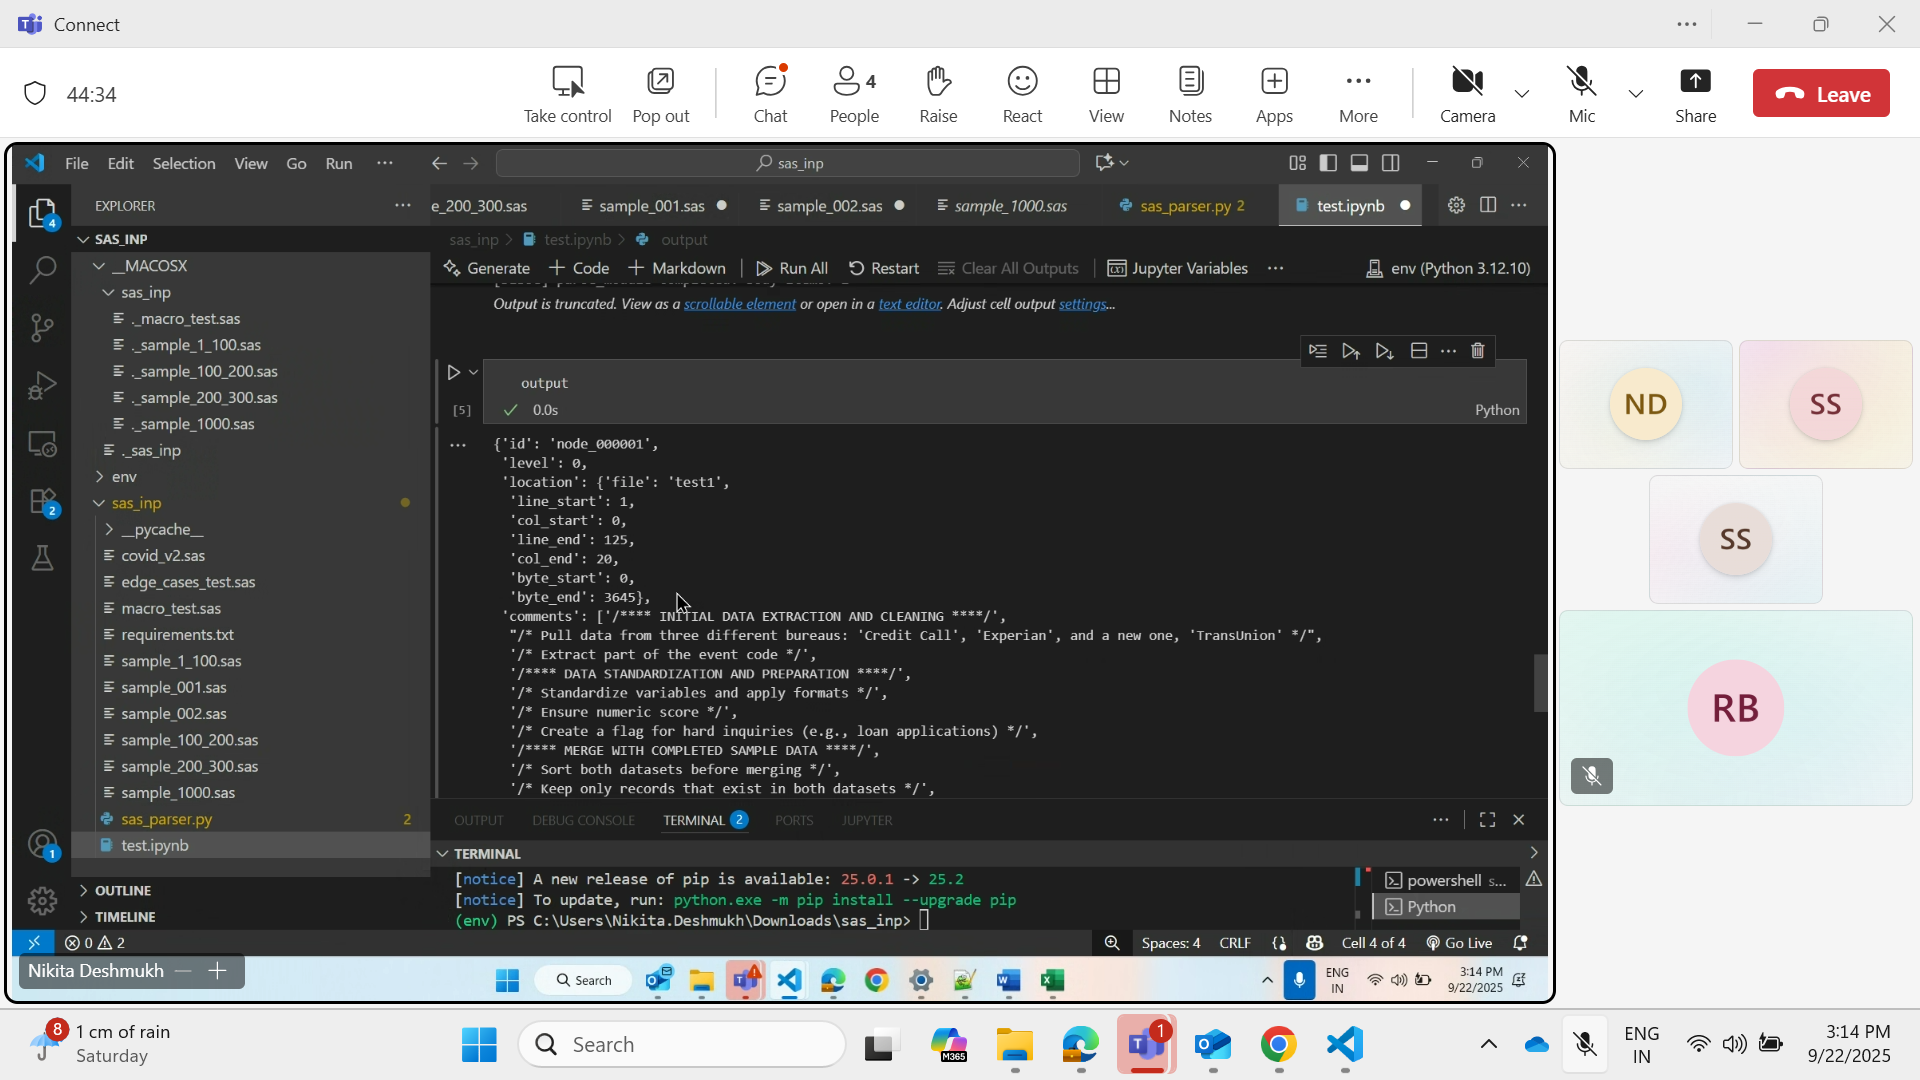 Connect
44:34
Take control
Pop out
Chat
4
People
Raise
React
View
Notes
Apps
More
Camera
Mic
Share
Leave
File Edit Selection View Go Run
sas_inp
EXPLORER
e_200_300.sas
sample_001.sas
sample_002.sas
sample_1000.sas
sas_parser.py 2
test.ipynb
4
SAS_INP
sas_inp > test.ipynb > output
__MACOSX
Generate
Code
Markdown
Run All
Restart
Clear All Outputs
Jupyter Variables
env (Python 3.12.10)
sas_inp
._macro_test.sas
._sample_1_100.sas
._sample_100_200.sas
._sample_200_300.sas
._sample_1000.sas
._sas_inp
env
sas_inp
__pycache__
covid_v2.sas
edge_cases_test.sas
macro_test.sas
requirements.txt
sample_1_100.sas
sample_001.sas
sample_002.sas
sample_100_200.sas
sample_200_300.sas
sample_1000.sas
sas_parser.py 2
test.ipynb
OUTLINE
TIMELINE
2
1
Output is truncated. View as a scrollable element or open in a text editor. Adjust cell output settings...
output
[5]
0.0s
Python
{'id': 'node_000001',
'level': 0,
'location': {'file': 'test1',
'line_start': 1,
'col_start': 0,
'line_end': 125,
'col_end': 20,
'byte_start': 0,
'byte_end': 3645},
'comments': ['/**** INITIAL DATA EXTRACTION AND CLEANING ****/',
"/* Pull data from three different bureaus: 'Credit Call', 'Experian', and a new one, 'TransUnion' */",
'/* Extract part of the event code */',
'/**** DATA STANDARDIZATION AND PREPARATION ****/',
'/* Standardize variables and apply formats */',
'/* Ensure numeric score */',
'/* Create a flag for hard inquiries (e.g., loan applications) */',
'/**** MERGE WITH COMPLETED SAMPLE DATA ****/',
'/* Sort both datasets before merging */',
'/* Keep only records that exist in both datasets */',
OUTPUT
DEBUG CONSOLE
TERMINAL 2
PORTS
JUPYTER
TERMINAL
[notice] A new release of pip is available: 25.0.1 -> 25.2
[notice] To update, run: python.exe -m pip install --upgrade pip
(env) PS C:\Users\Nikita.Deshmukh\Downloads\sas_inp>
powershell s...
Python
0 2
Spaces: 4
CRLF
Cell 4 of 4
Go Live
Nikita Deshmukh
Search
ENG
IN
3:14 PM
9/22/2025
ND
SS
SS
RB
8
1 cm of rain
Saturday
Search
M365
1
ENG
IN
3:14 PM
9/22/2025